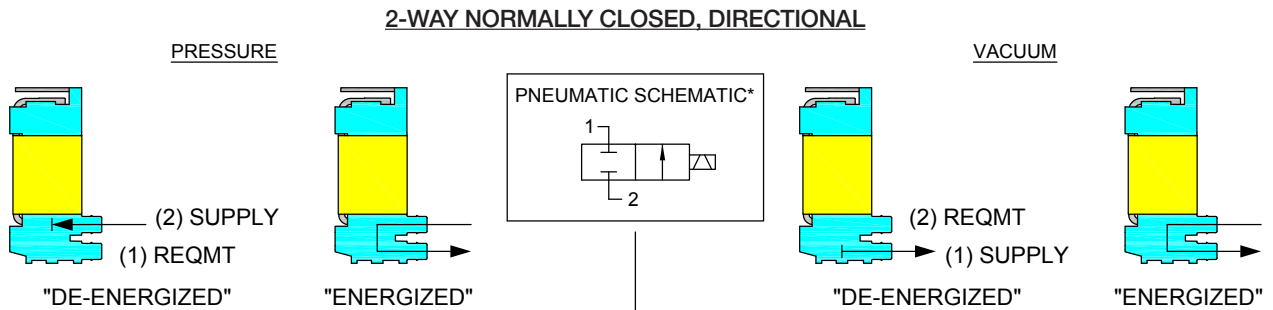 2-WAY NORMALLY CLOSED, DIRECTIONAL
PRESSURE
VACUUM
PNEUMATIC SCHEMATIC*
1
2
(2) SUPPLY
(1) REQMT
(2) REQMT
(1) SUPPLY
"DE-ENERGIZED"
"ENERGIZED"
"DE-ENERGIZED"
"ENERGIZED"